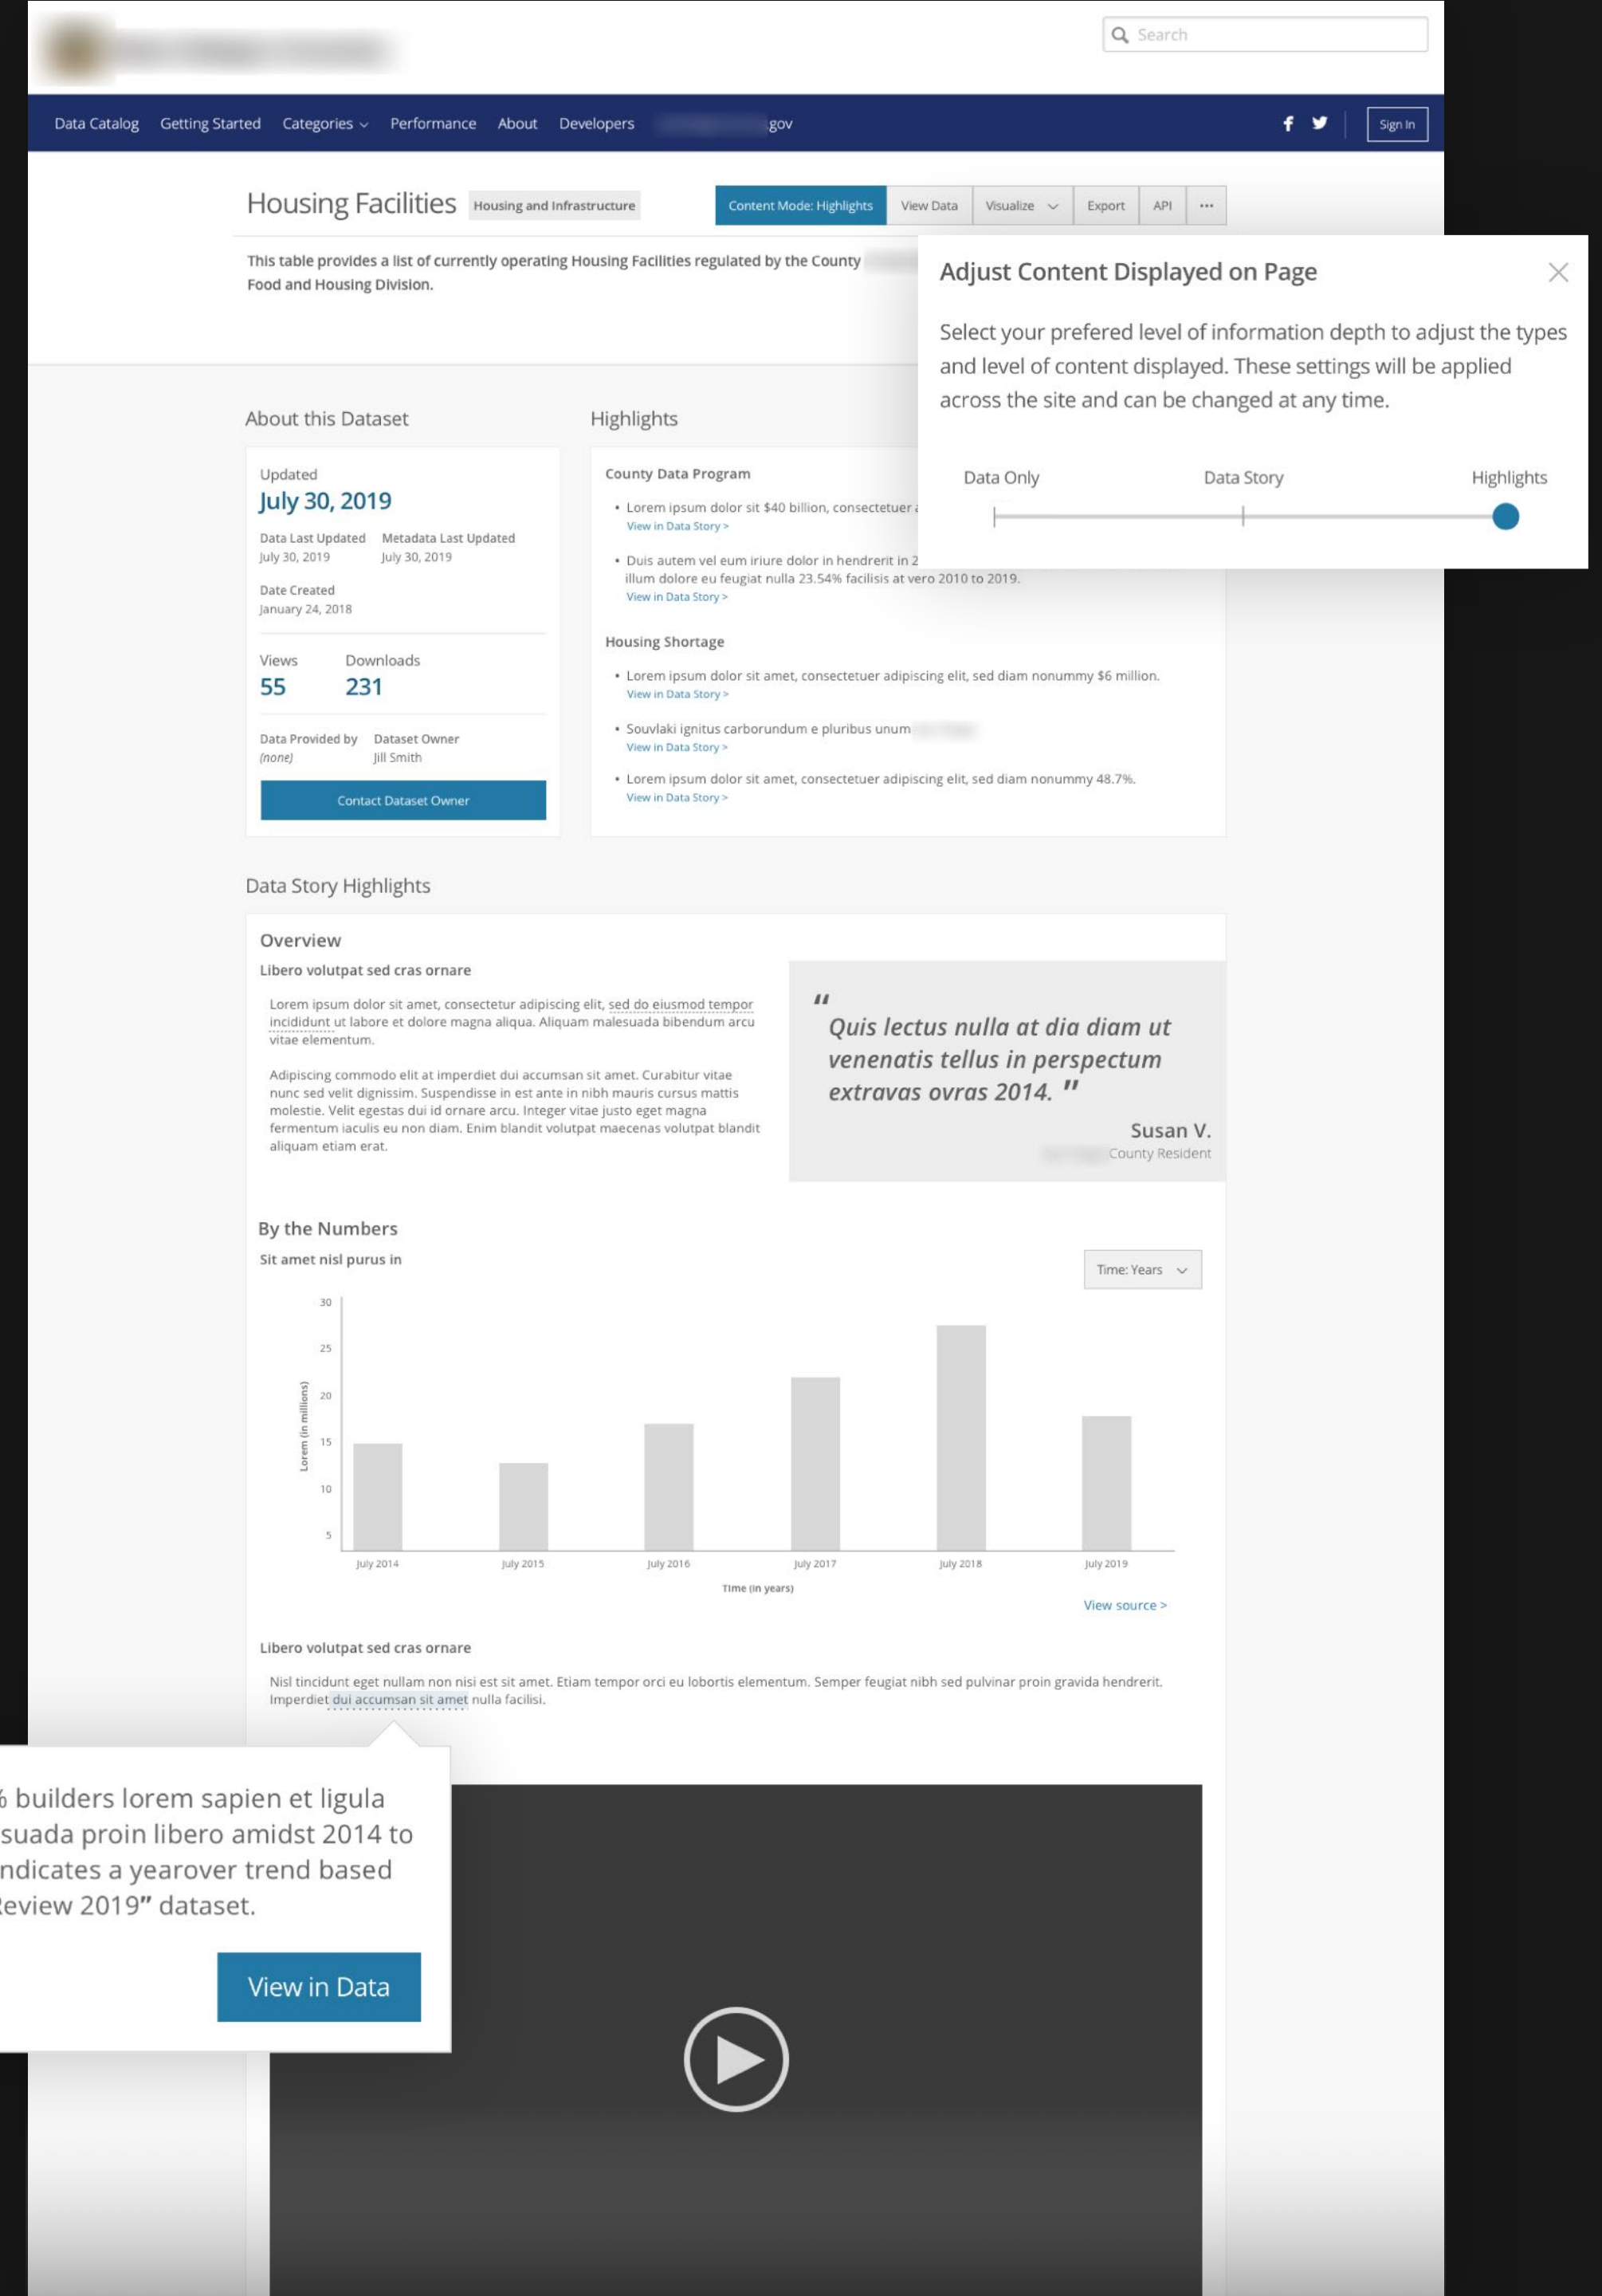 Search
Data Catalog Getting Started Categories Performance About Developers .gov Sign In
Housing Facilities Housing and Infrastructure
Content Mode: Highlights View Data Visualize Export API ...
This table provides a list of currently operating Housing Facilities regulated by the County
Food and Housing Division.
Adjust Content Displayed on Page
Select your prefered level of information depth to adjust the types
and level of content displayed. These settings will be applied
across the site and can be changed at any time.
Data Only Data Story Highlights
About this Dataset
Updated
July 30, 2019
Data Last Updated Metadata Last Updated
July 30, 2019 July 30, 2019
Date Created
January 24, 2018
Views Downloads
55 231
Data Provided by Dataset Owner
(none) Jill Smith
Contact Dataset Owner
Highlights
County Data Program
• Lorem ipsum dolor sit $40 billion, consectetuer
View in Data Story >
• Duis autem vel eum iriure dolor in hendrerit in 2
illum dolore eu feugiat nulla 23.54% facilisis at vero 2010 to 2019.
View in Data Story >
Housing Shortage
• Lorem ipsum dolor sit amet, consectetuer adipiscing elit, sed diam nonummy $6 million.
View in Data Story >
• Souvlaki ignitus carborundum e pluribus unum
View in Data Story >
• Lorem ipsum dolor sit amet, consectetuer adipiscing elit, sed diam nonummy 48.7%.
View in Data Story >
Data Story Highlights
Overview
Libero volutpat sed cras ornare
Lorem ipsum dolor sit amet, consectetur adipiscing elit, sed do eiusmod tempor
incididunt ut labore et dolore magna aliqua. Aliquam malesuada bibendum arcu
vitae elementum.
Adipiscing commodo elit at imperdiet dui accumsan sit amet. Curabitur vitae
nunc sed velit dignissim. Suspendisse in est ante in nibh mauris cursus mattis
molestie. Velit egestas dui id ornare arcu. Integer vitae justo eget magna
fermentum iaculis eu non diam. Enim blandit volutpat maecenas volutpat blandit
aliquam etiam erat.
“
Quis lectus nulla at dia diam ut
venenatis tellus in perspectum
extravas ovras 2014. ”
Susan V.
County Resident
By the Numbers
Sit amet nisl purus in
Time: Years
30
25
20
15
10
5
Lorem (in millions)
July 2014 July 2015 July 2016 July 2017 July 2018 July 2019
Time (in years)
View source >
Libero volutpat sed cras ornare
Nisl tincidunt eget nullam non nisi est sit amet. Etiam tempor orci eu lobortis elementum. Semper feugiat nibh sed pulvinar proin gravida hendrerit.
Imperdiet dui accumsan sit amet nulla facilisi.
% builders lorem sapien et ligula
suada proin libero amidst 2014 to
ndicates a yearover trend based
eview 2019” dataset.
View in Data